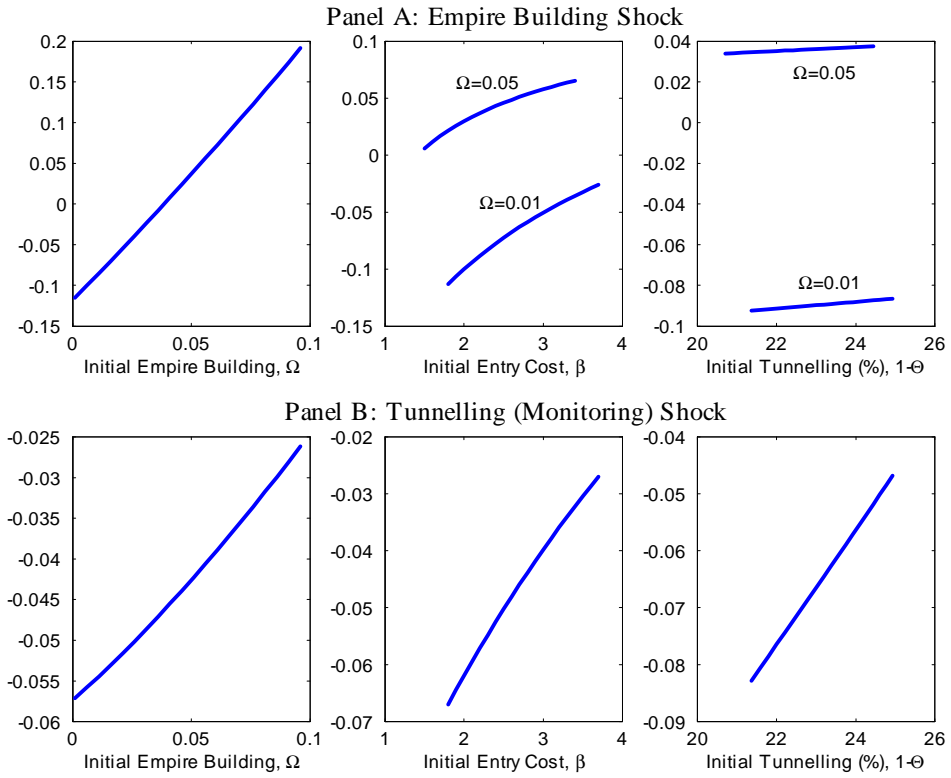 Panel A: Empire Building Shock
0.2
0.15
0.1
0.05
0
-0.05
-0.1
-0.15
0 0.05 0.1
Initial Empire Building, Ω
0.1
0.05
0
-0.05
-0.1
-0.15
Ω=0.05
Ω=0.01
1 2 3 4
Initial Entry Cost, β
0.04
0.02
0
-0.02
-0.04
-0.06
-0.08
-0.1
Ω=0.05
Ω=0.01
20 22 24 26
Initial Tunnelling (%), 1-Θ
Panel B: Tunnelling (Monitoring) Shock
-0.025
-0.03
-0.035
-0.04
-0.045
-0.05
-0.055
-0.06
0 0.05 0.1
Initial Empire Building, Ω
-0.02
-0.03
-0.04
-0.05
-0.06
-0.07
1 2 3 4
Initial Entry Cost, β
-0.04
-0.05
-0.06
-0.07
-0.08
-0.09
20 22 24 26
Initial Tunnelling (%), 1-Θ